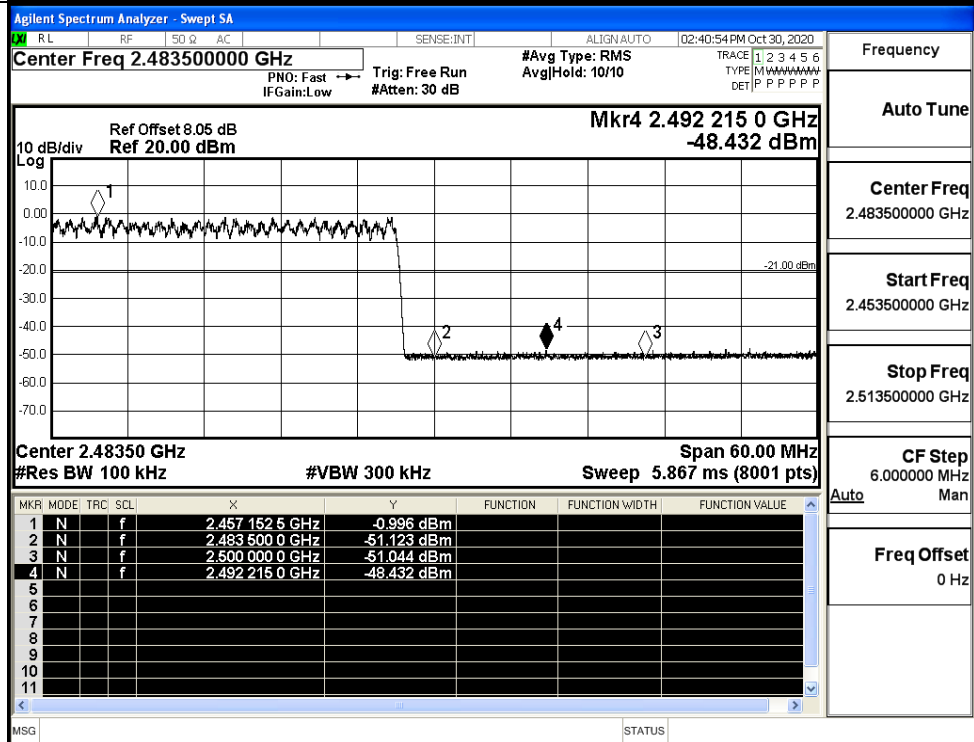 Agilent Spectrum Analyzer - Swept SA
LXI RL RF 50 Ω AC SENSE:INT ALIGN AUTO 02:40:54 PM Oct 30, 2020
Center Freq 2.483500000 GHz
#Avg Type: RMS
TRACE 1 2 3 4 5 6
PNO: Fast
Trig: Free Run
Avg|Hold: 10/10
TYPE M WWWWW
IFGain:Low
#Atten: 30 dB
DET P P P P P P
Mkr4 2.492 215 0 GHz
-48.432 dBm
Ref Offset 8.05 dB
10 dB/div Ref 20.00 dBm
Log
10.0
0.00
-10.0
-20.0
-30.0
-40.0
-50.0
-60.0
-70.0
1
-21.00 dBm
2
4
3
Center 2.48350 GHz
Span 60.00 MHz
#Res BW 100 kHz
#VBW 300 kHz
Sweep 5.867 ms (8001 pts)
MKR MODE TRC SCL X Y FUNCTION FUNCTION WIDTH FUNCTION VALUE
1 N f 2.457 152 5 GHz -0.996 dBm
2 N f 2.483 500 0 GHz -51.123 dBm
3 N f 2.500 000 0 GHz -51.044 dBm
4 N f 2.492 215 0 GHz -48.432 dBm
5
6
7
8
9
10
11
MSG
STATUS
Frequency
Auto Tune
Center Freq
2.483500000 GHz
Start Freq
2.453500000 GHz
Stop Freq
2.513500000 GHz
CF Step
6.000000 MHz
Auto Man
Freq Offset
0 Hz